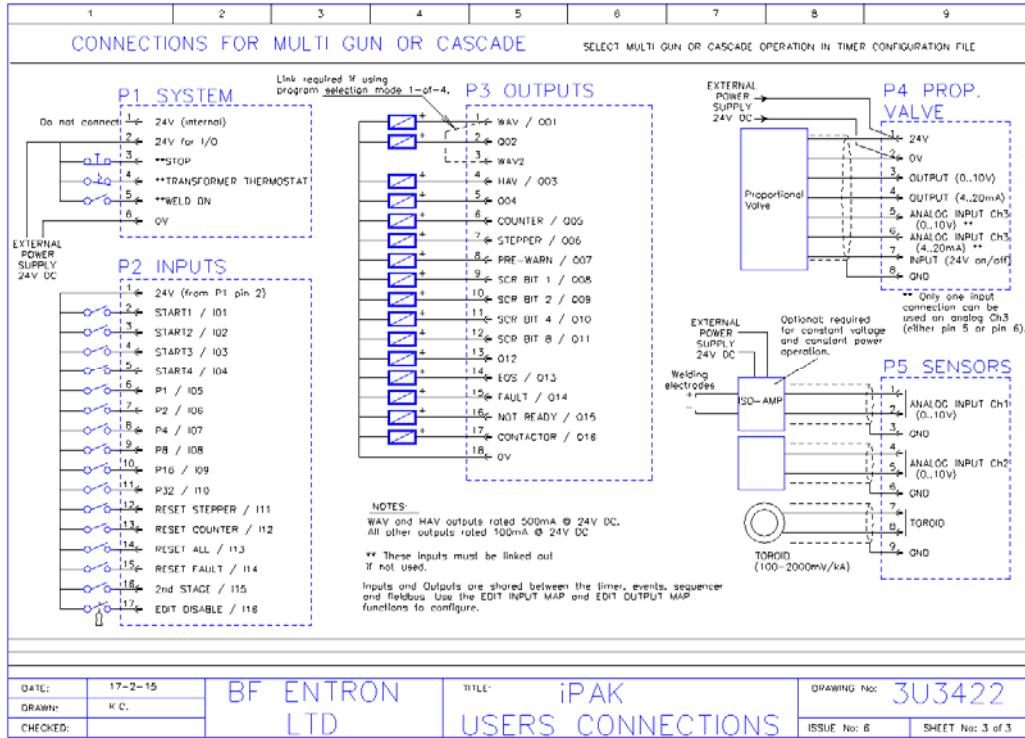 1 2 3 4 5 6 7 8 9
CONNECTIONS FOR MULTI GUN OR CASCADE
SELECT MULTI GUN OR CASCADE OPERATION IN TIMER CONFIGURATION FILE
P1 SYSTEM
Do not connect
1 24V (internal)
2 24V for I/O
3 **STOP
4 **TRANSFORMER THERMOSTAT
5 **WELD ON
6 0V
EXTERNAL
POWER
SUPPLY
24V DC
P2 INPUTS
1 24V (from P1 pin 2)
2 START1 / I01
3 START2 / I02
4 START3 / I03
5 START4 / I04
6 P1 / I05
7 P2 / I06
8 P4 / I07
9 P8 / I08
10 P16 / I09
11 P32 / I10
12 RESET STEPPER / I11
13 RESET COUNTER / I12
14 RESET ALL / I13
15 RESET FAULT / I14
16 2nd STAGE / I15
17 EDIT DISABLE / I16
Link required if using
program selection mode 1-of-4.
P3 OUTPUTS
1 WAV / O01
2 O02
3 WAV2
4 HAV / O03
5 O04
6 COUNTER / O05
7 STEPPER / O06
8 PRE-WARN / O07
9 SCR BIT 1 / O08
10 SCR BIT 2 / O09
11 SCR BIT 4 / O10
12 SCR BIT 8 / O11
13 O12
14 EOS / O13
15 FAULT / O14
16 NOT READY / O15
17 CONTACTOR / O16
18 0V
NOTES:
WAV and HAV outputs rated 500mA @ 24V DC.
All other outputs rated 100mA @ 24V DC
** These inputs must be linked out
if not used.
Inputs and Outputs are shared between the timer, events, sequencer
and fieldbus Use the EDIT INPUT MAP and EDIT OUTPUT MAP
functions to configure.
EXTERNAL
POWER
SUPPLY
24V DC
P4 PROP.
VALVE
Proportional
Valve
1 24V
2 0V
3 OUTPUT (0..10V)
4 OUTPUT (4..20mA)
5 ANALOG INPUT Ch3
(0..10V) **
6 ANALOG INPUT Ch3
(4..20mA) **
7 INPUT (24V on/off)
8 GND
** Only one input
connection can be
used on analog Ch3
(either pin 5 or pin 6).
EXTERNAL
POWER
SUPPLY
24V DC
Optional: required
for constant voltage
and constant power
operation.
Welding
electrodes
+
-
ISO-AMP
P5 SENSORS
1
2
ANALOG INPUT Ch1
(0..10V)
3 GND
4
5
ANALOG INPUT Ch2
(0..10V)
6 GND
7
8
TOROID
9 GND
TOROID
(100-2000mV/kA)
DATE: 17-2-15
DRAWN: K C.
CHECKED:
BF ENTRON
LTD
TITLE: iPAK
USERS CONNECTIONS
DRAWING No: 3U3422
ISSUE No: 6
SHEET No: 3 of 3